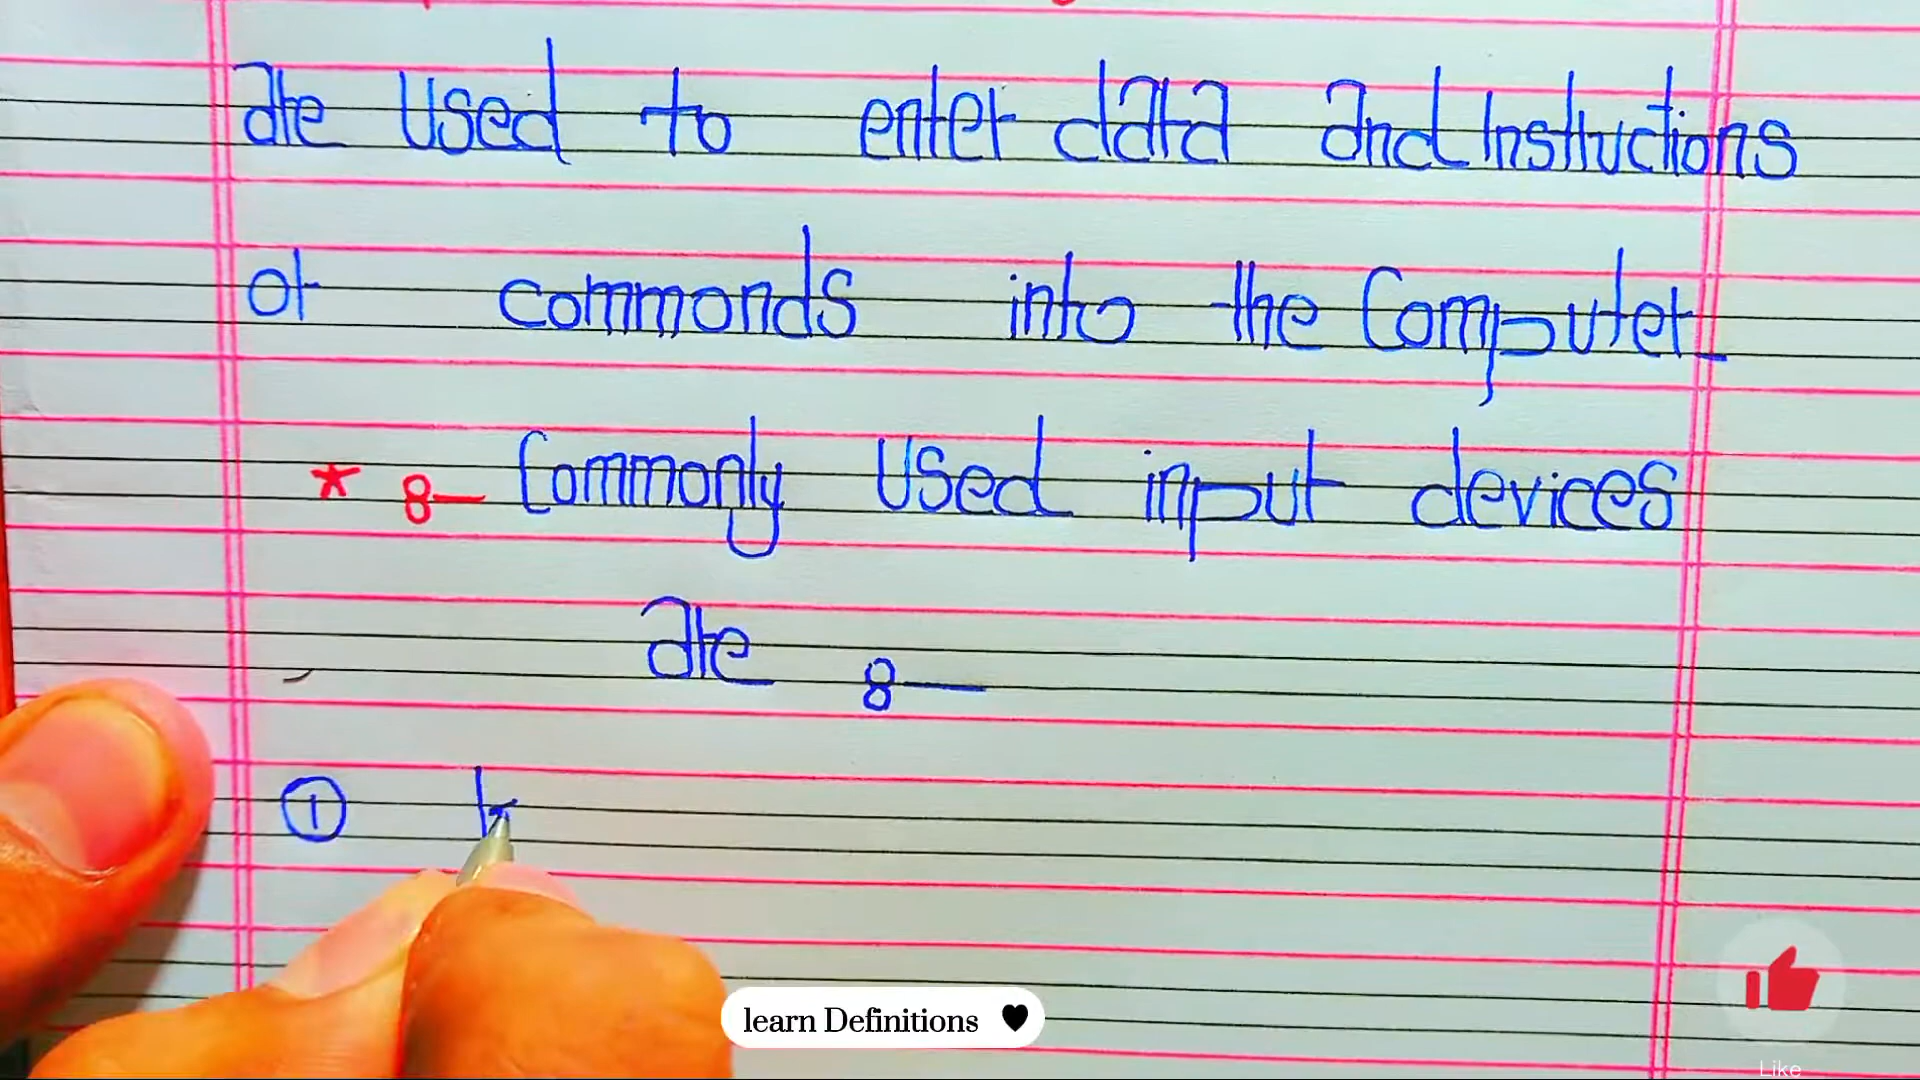 are Used to enter data and Instructions
or commonds into the Computer
* :- Commonly Used input devices
are :-
① k
learn Definitions ♥
Like